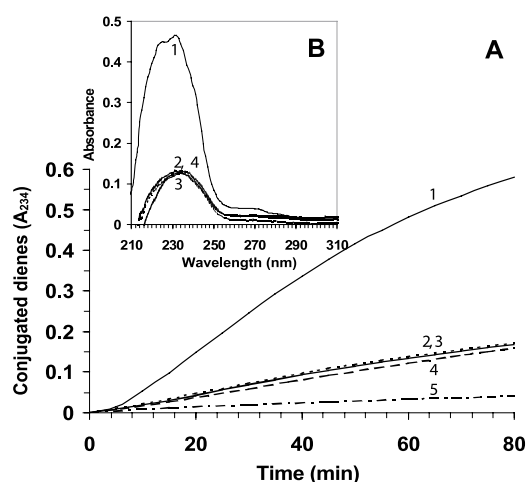 B
A
0.5
0.4
0.3
0.2
0.1
0
Absorbance
1
2, 4
3
210 230 250 270 290 310
Wavelength (nm)
0.6
0.5
0.4
0.3
0.2
0.1
0
Conjugated dienes (A234)
1
2,3
4
5
0 20 40 60 80
Time (min)